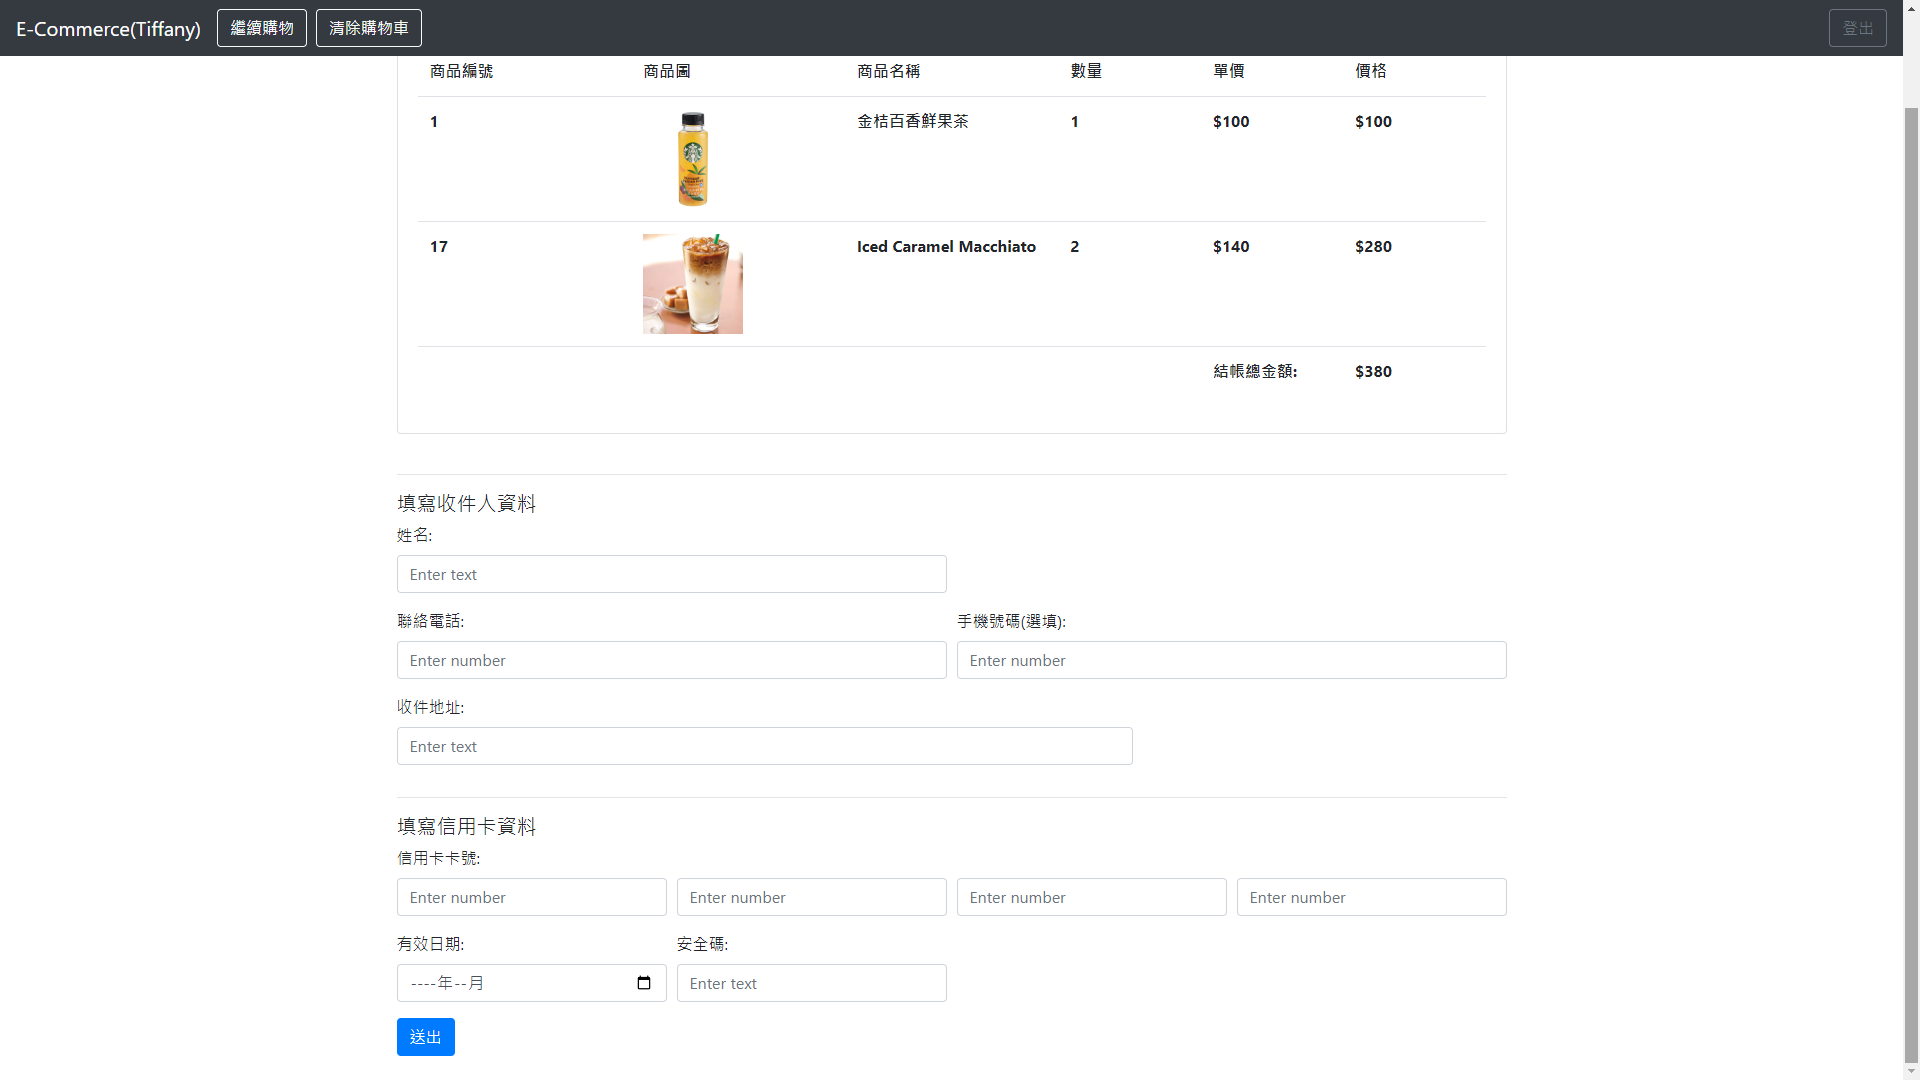 E-Commerce(Tiffany) 繼續購物 清除購物車 登出
商品編號 商品圖 商品名稱 數量 單價 價格
1 金桔百香鮮果茶 1 $100 $100
17 Iced Caramel Macchiato 2 $140 $280
結帳總金額: $380
填寫收件人資料
姓名:
Enter text
聯絡電話: 手機號碼(選填):
Enter number Enter number
收件地址:
Enter text
填寫信用卡資料
信用卡卡號:
Enter number Enter number Enter number Enter number
有效日期: 安全碼:
----年--月 Enter text
送出